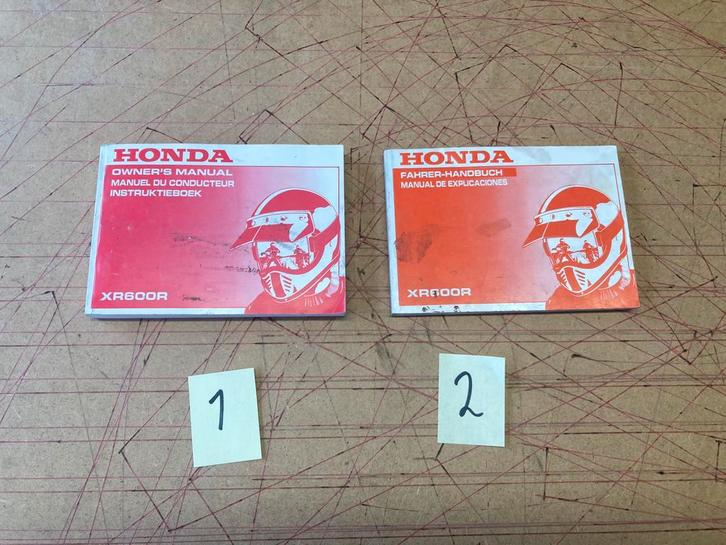 HONDA
OWNER'S MANUAL
MANUEL DU CONDUCTEUR
INSTRUKTIEBOEK
XR600R
1
HONDA
FAHRER-HANDBUCH
MANUAL DE EXPLICACIONES
XR600R
2